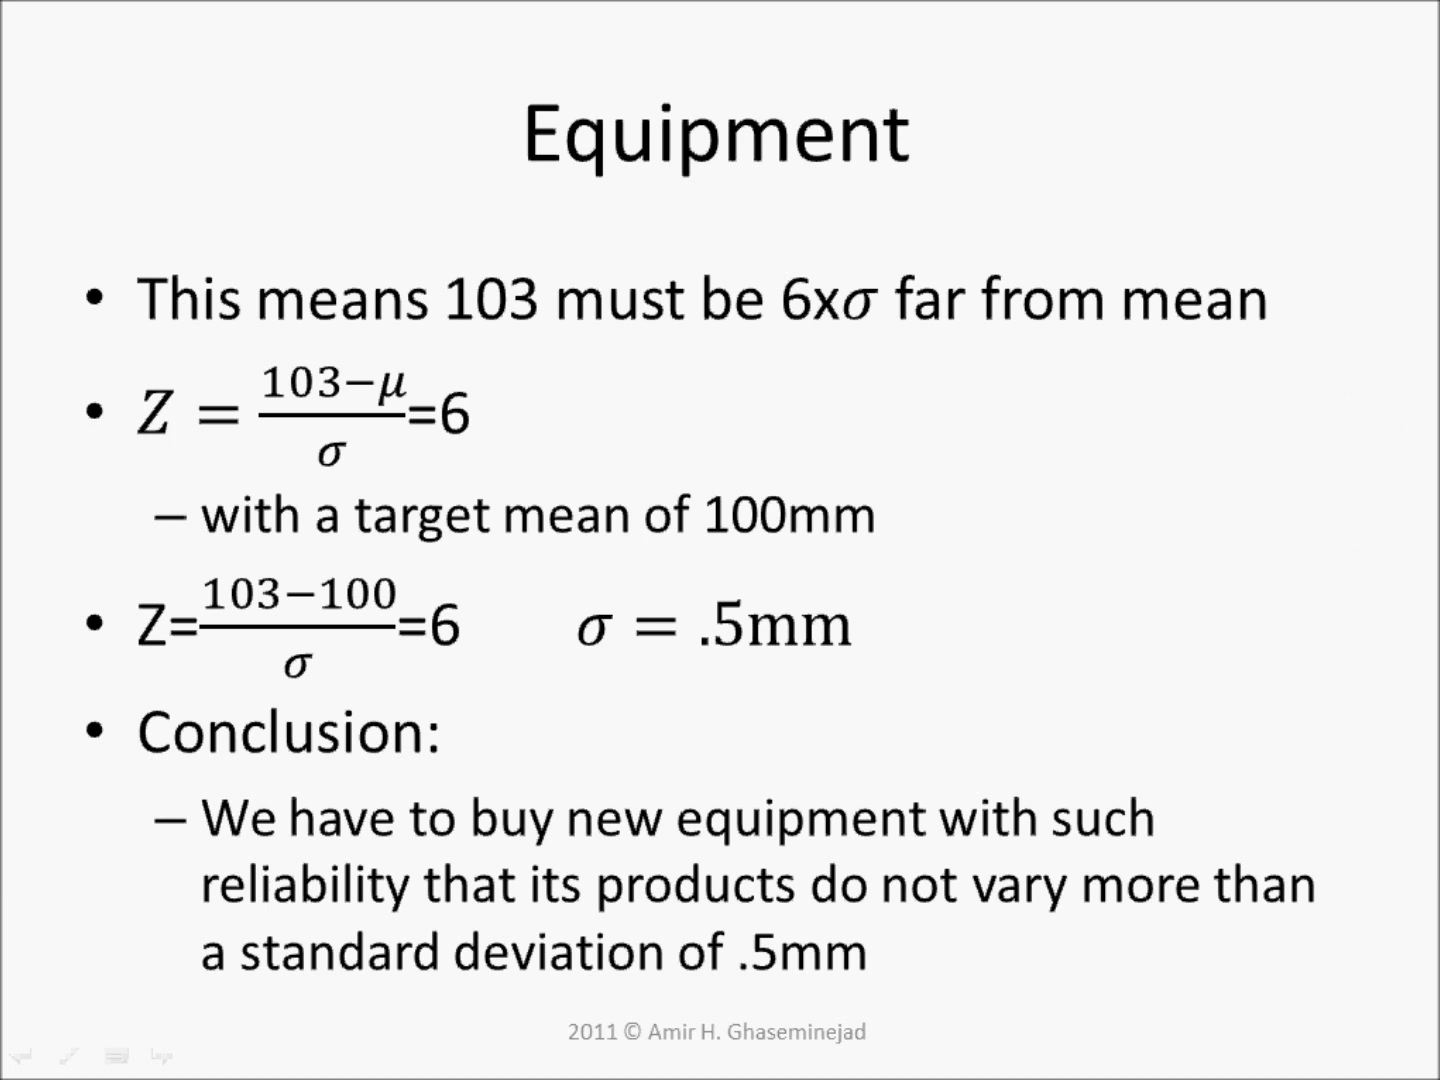 Equipment
• This means 103 must be 6xσ far from mean
• Z = \frac{103−μ}{σ}=6
– with a target mean of 100mm
• Z=\frac{103−100}{σ}=6 σ = .5mm
• Conclusion:
– We have to buy new equipment with such
reliability that its products do not vary more than
a standard deviation of .5mm
2011 © Amir H. Ghaseminejad